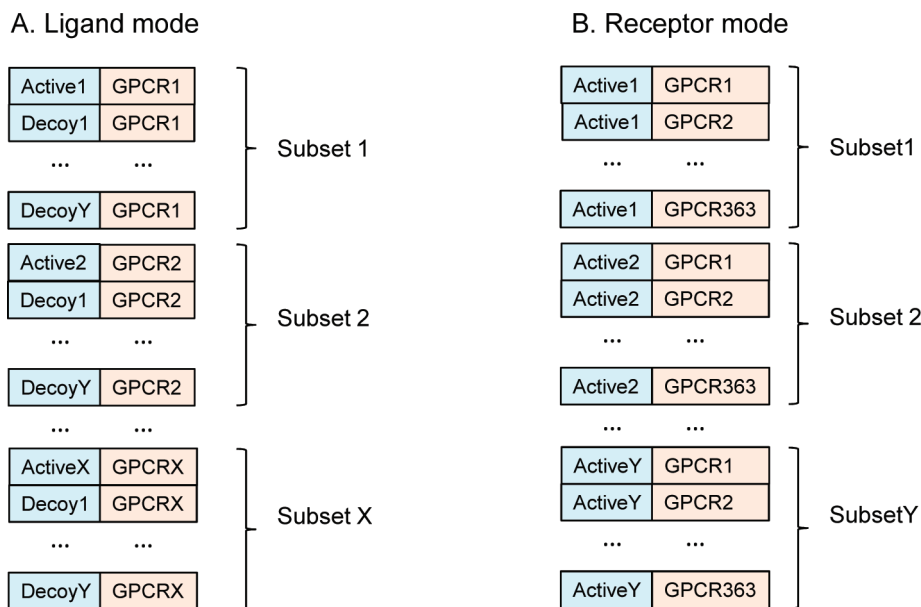 A. Ligand mode
Active1 GPCR1
Decoy1 GPCR1
... ...
DecoyY GPCR1
Subset 1
Active2 GPCR2
Decoy1 GPCR2
... ...
DecoyY GPCR2
Subset 2
... ...
ActiveX GPCRX
Decoy1 GPCRX
... ...
DecoyY GPCRX
Subset X
B. Receptor mode
Active1 GPCR1
Active1 GPCR2
... ...
Active1 GPCR363
Subset1
Active2 GPCR1
Active2 GPCR2
... ...
Active2 GPCR363
Subset 2
... ...
ActiveY GPCR1
ActiveY GPCR2
... ...
ActiveY GPCR363
SubsetY